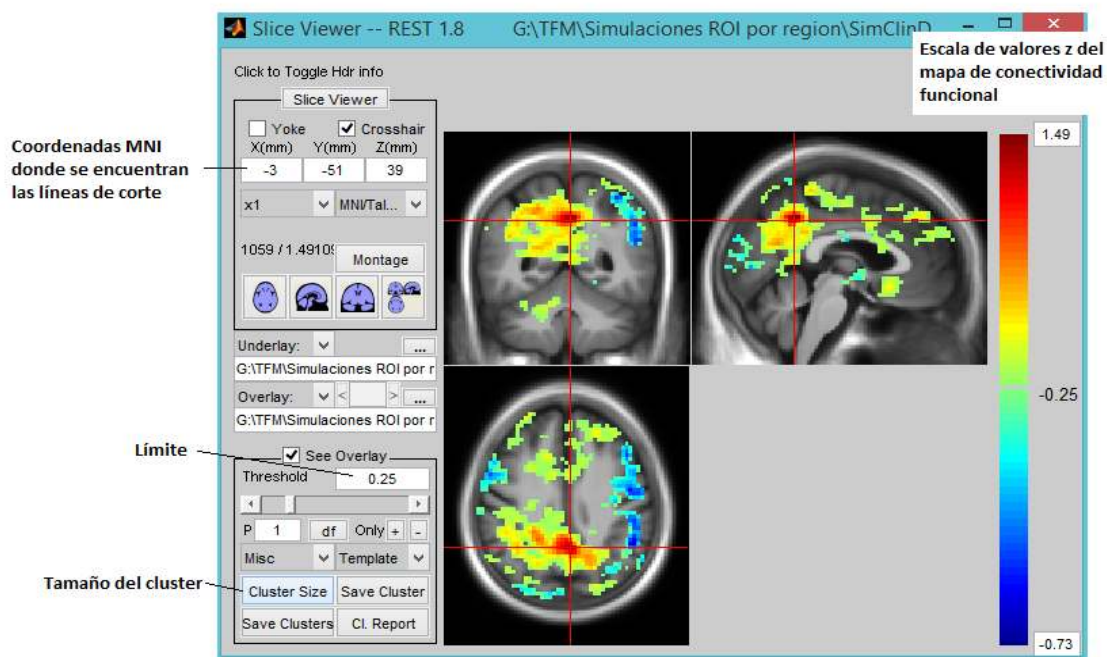 Slice Viewer -- REST 1.8 G:\TFM\Simulaciones ROI por region\SimClinD
Escala de valores z del
mapa de conectividad
funcional
Click to Toggle Hdr info
Slice Viewer
Yoke Crosshair
X(mm) Y(mm) Z(mm)
-3 -51 39
Coordenadas MNI
donde se encuentran
las líneas de corte
x1 MNI/Tal...
1059 / 1.4910
Montage
Underlay: ...
G:\TFM\Simulaciones ROI por r
Overlay: < > ...
G:\TFM\Simulaciones ROI por r
See Overlay
Límite
Threshold 0.25
P 1 df Only + -
Misc Template
Tamaño del cluster
Cluster Size Save Cluster
Save Clusters Cl. Report
1.49
-0.25
-0.73